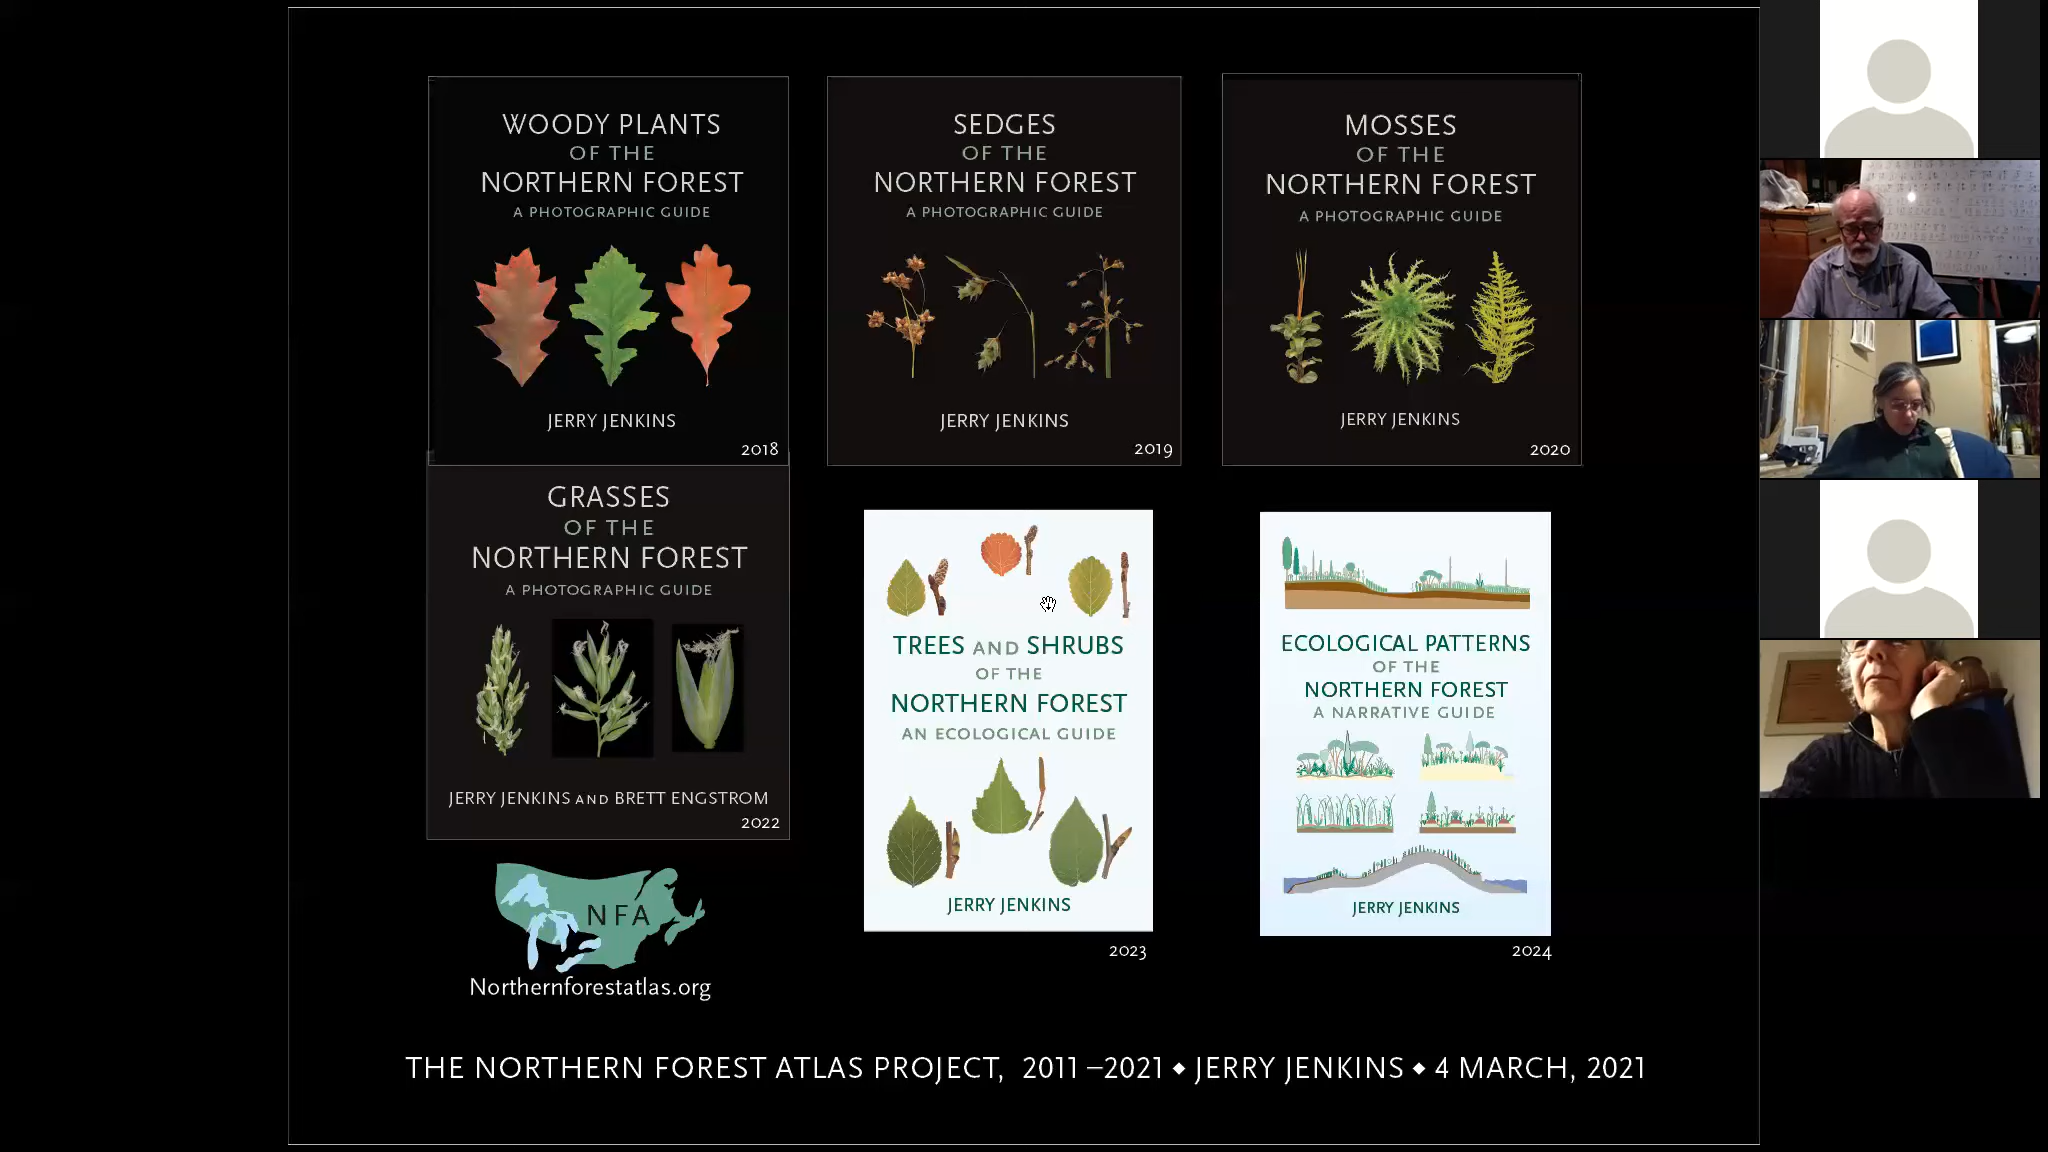 WOODY PLANTS
OF THE
NORTHERN FOREST
A PHOTOGRAPHIC GUIDE
JERRY JENKINS
2018
SEDGES
OF THE
NORTHERN FOREST
A PHOTOGRAPHIC GUIDE
JERRY JENKINS
2019
MOSSES
OF THE
NORTHERN FOREST
A PHOTOGRAPHIC GUIDE
JERRY JENKINS
2020
GRASSES
OF THE
NORTHERN FOREST
A PHOTOGRAPHIC GUIDE
JERRY JENKINS AND BRETT ENGSTROM
2022
TREES AND SHRUBS
OF THE
NORTHERN FOREST
AN ECOLOGICAL GUIDE
JERRY JENKINS
2023
ECOLOGICAL PATTERNS
OF THE
NORTHERN FOREST
A NARRATIVE GUIDE
JERRY JENKINS
2024
NFA
Northernforestatlas.org
THE NORTHERN FOREST ATLAS PROJECT, 2011–2021 ◆ JERRY JENKINS ◆ 4 MARCH, 2021